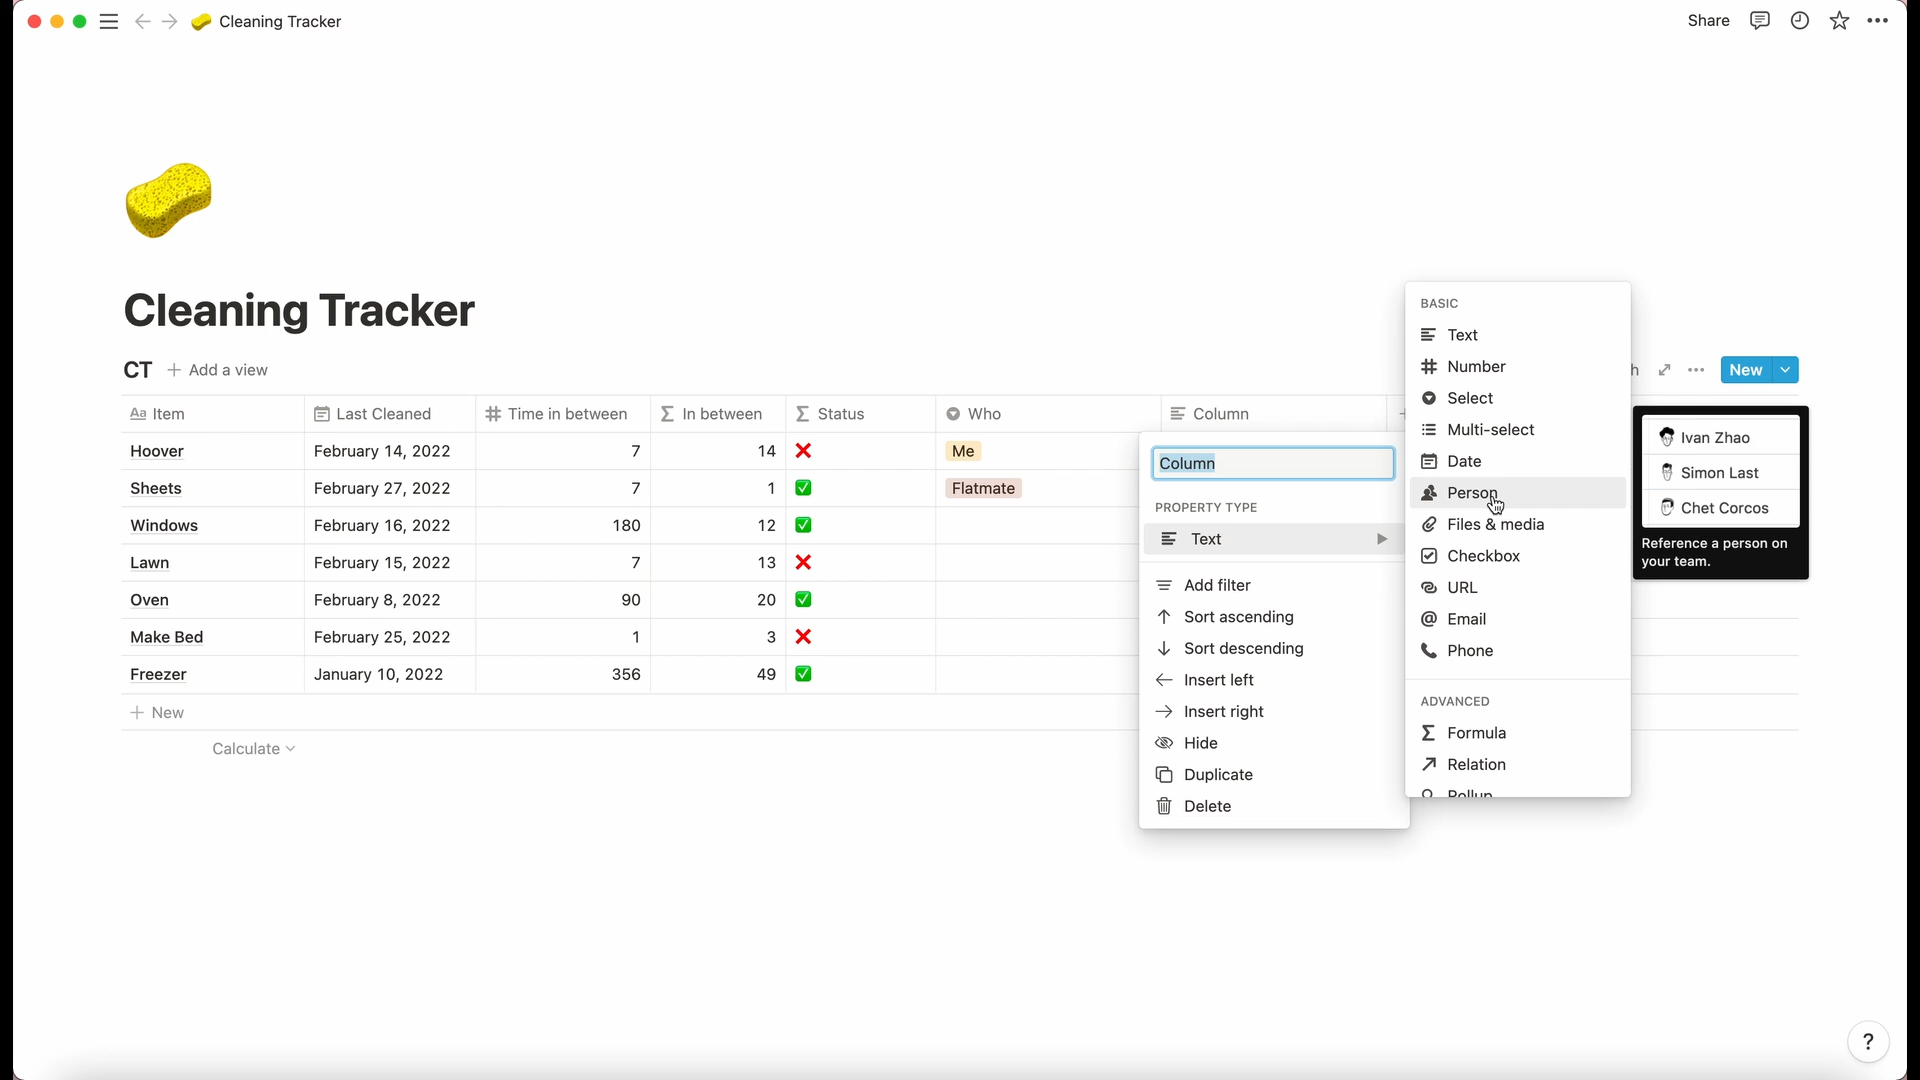 Cleaning Tracker
Share
Cleaning Tracker
CT + Add a view
h
New
Aa Item
Last Cleaned
# Time in between
Σ In between
Σ Status
Who
Column
+
Hoover February 14, 2022 7 14 ❌ Me
Sheets February 27, 2022 7 1 ✅ Flatmate
Windows February 16, 2022 180 12 ✅
Lawn February 15, 2022 7 13 ❌
Oven February 8, 2022 90 20 ✅
Make Bed February 25, 2022 1 3 ❌
Freezer January 10, 2022 356 49 ✅
+ New
Calculate
Column
PROPERTY TYPE
Text
Add filter
Sort ascending
Sort descending
Insert left
Insert right
Hide
Duplicate
Delete
BASIC
Text
Number
Select
Multi-select
Date
Person
Files & media
Checkbox
URL
Email
Phone
ADVANCED
Formula
Relation
Rollup
Ivan Zhao
Simon Last
Chet Corcos
Reference a person on
your team.
?